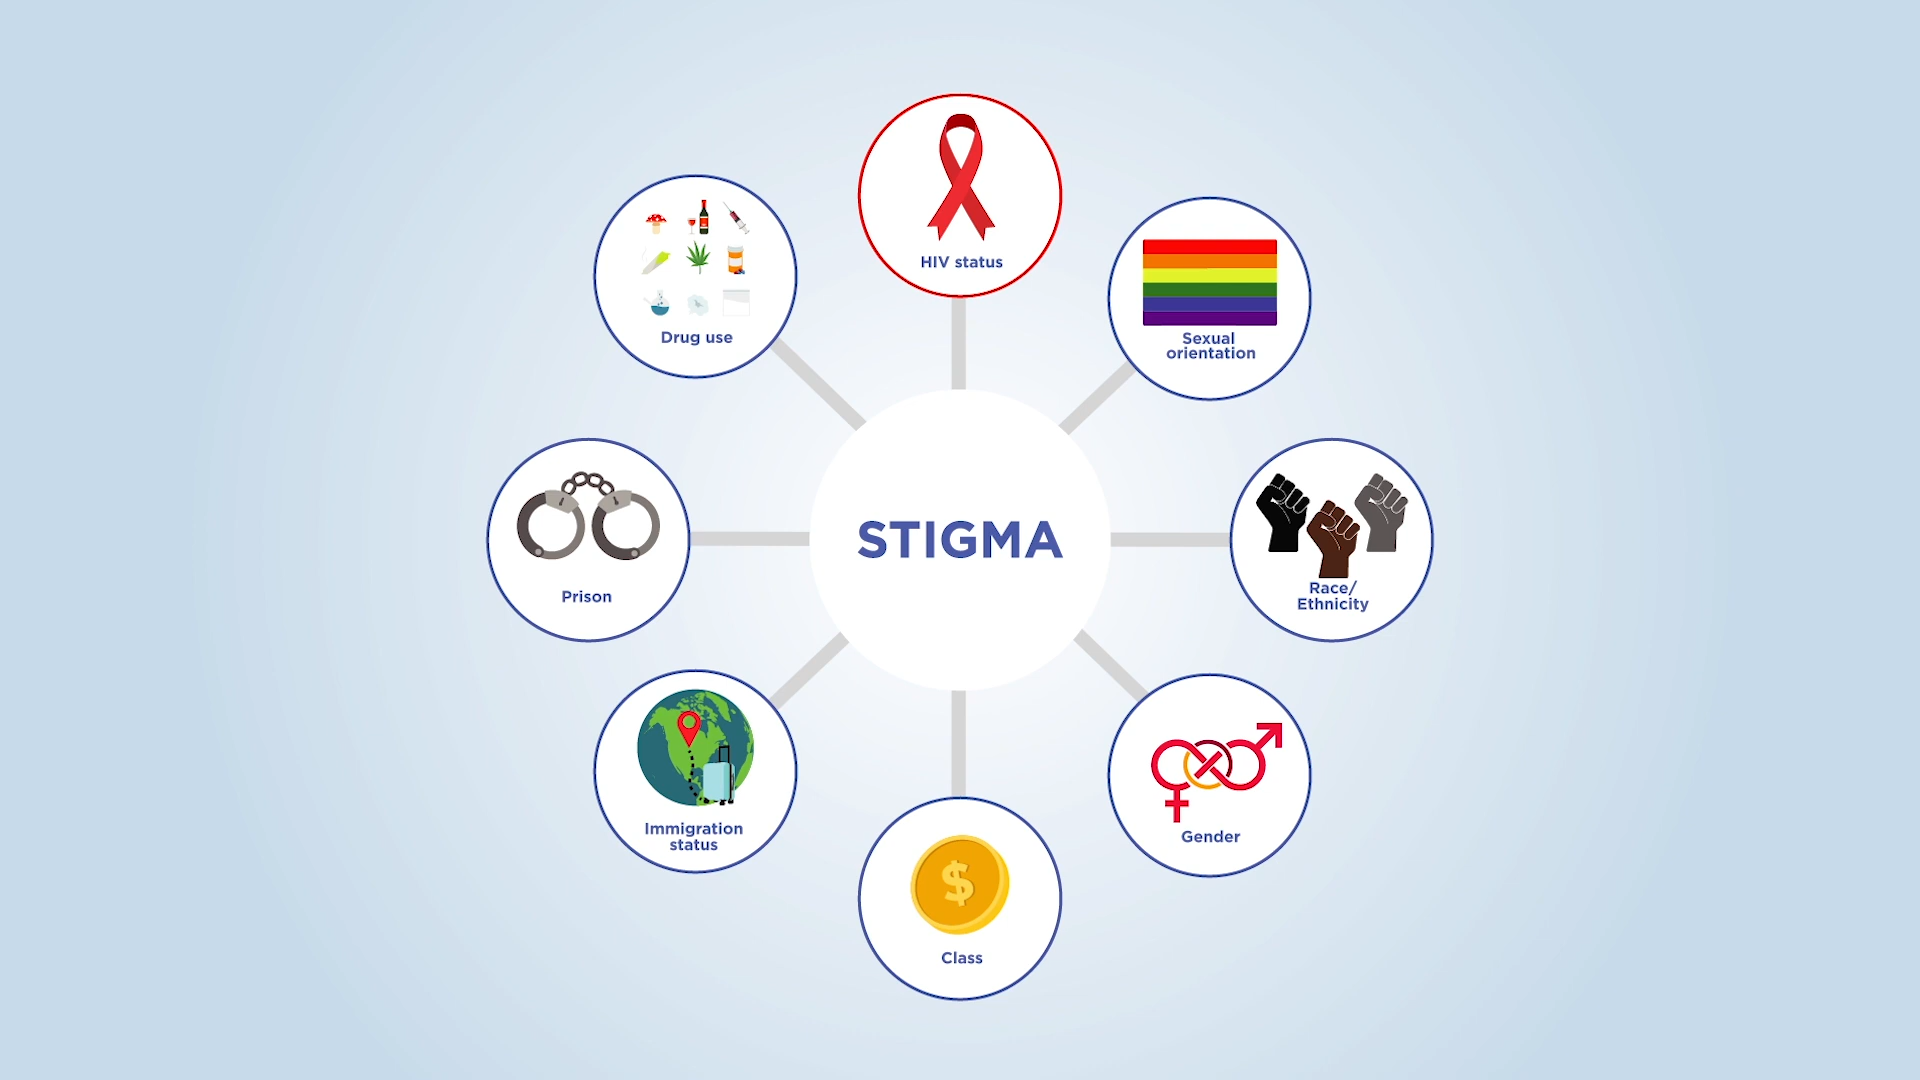 HIV status
Drug use
Sexual
orientation
Prison
STIGMA
Race/
Ethnicity
Immigration
status
Gender
$
Class